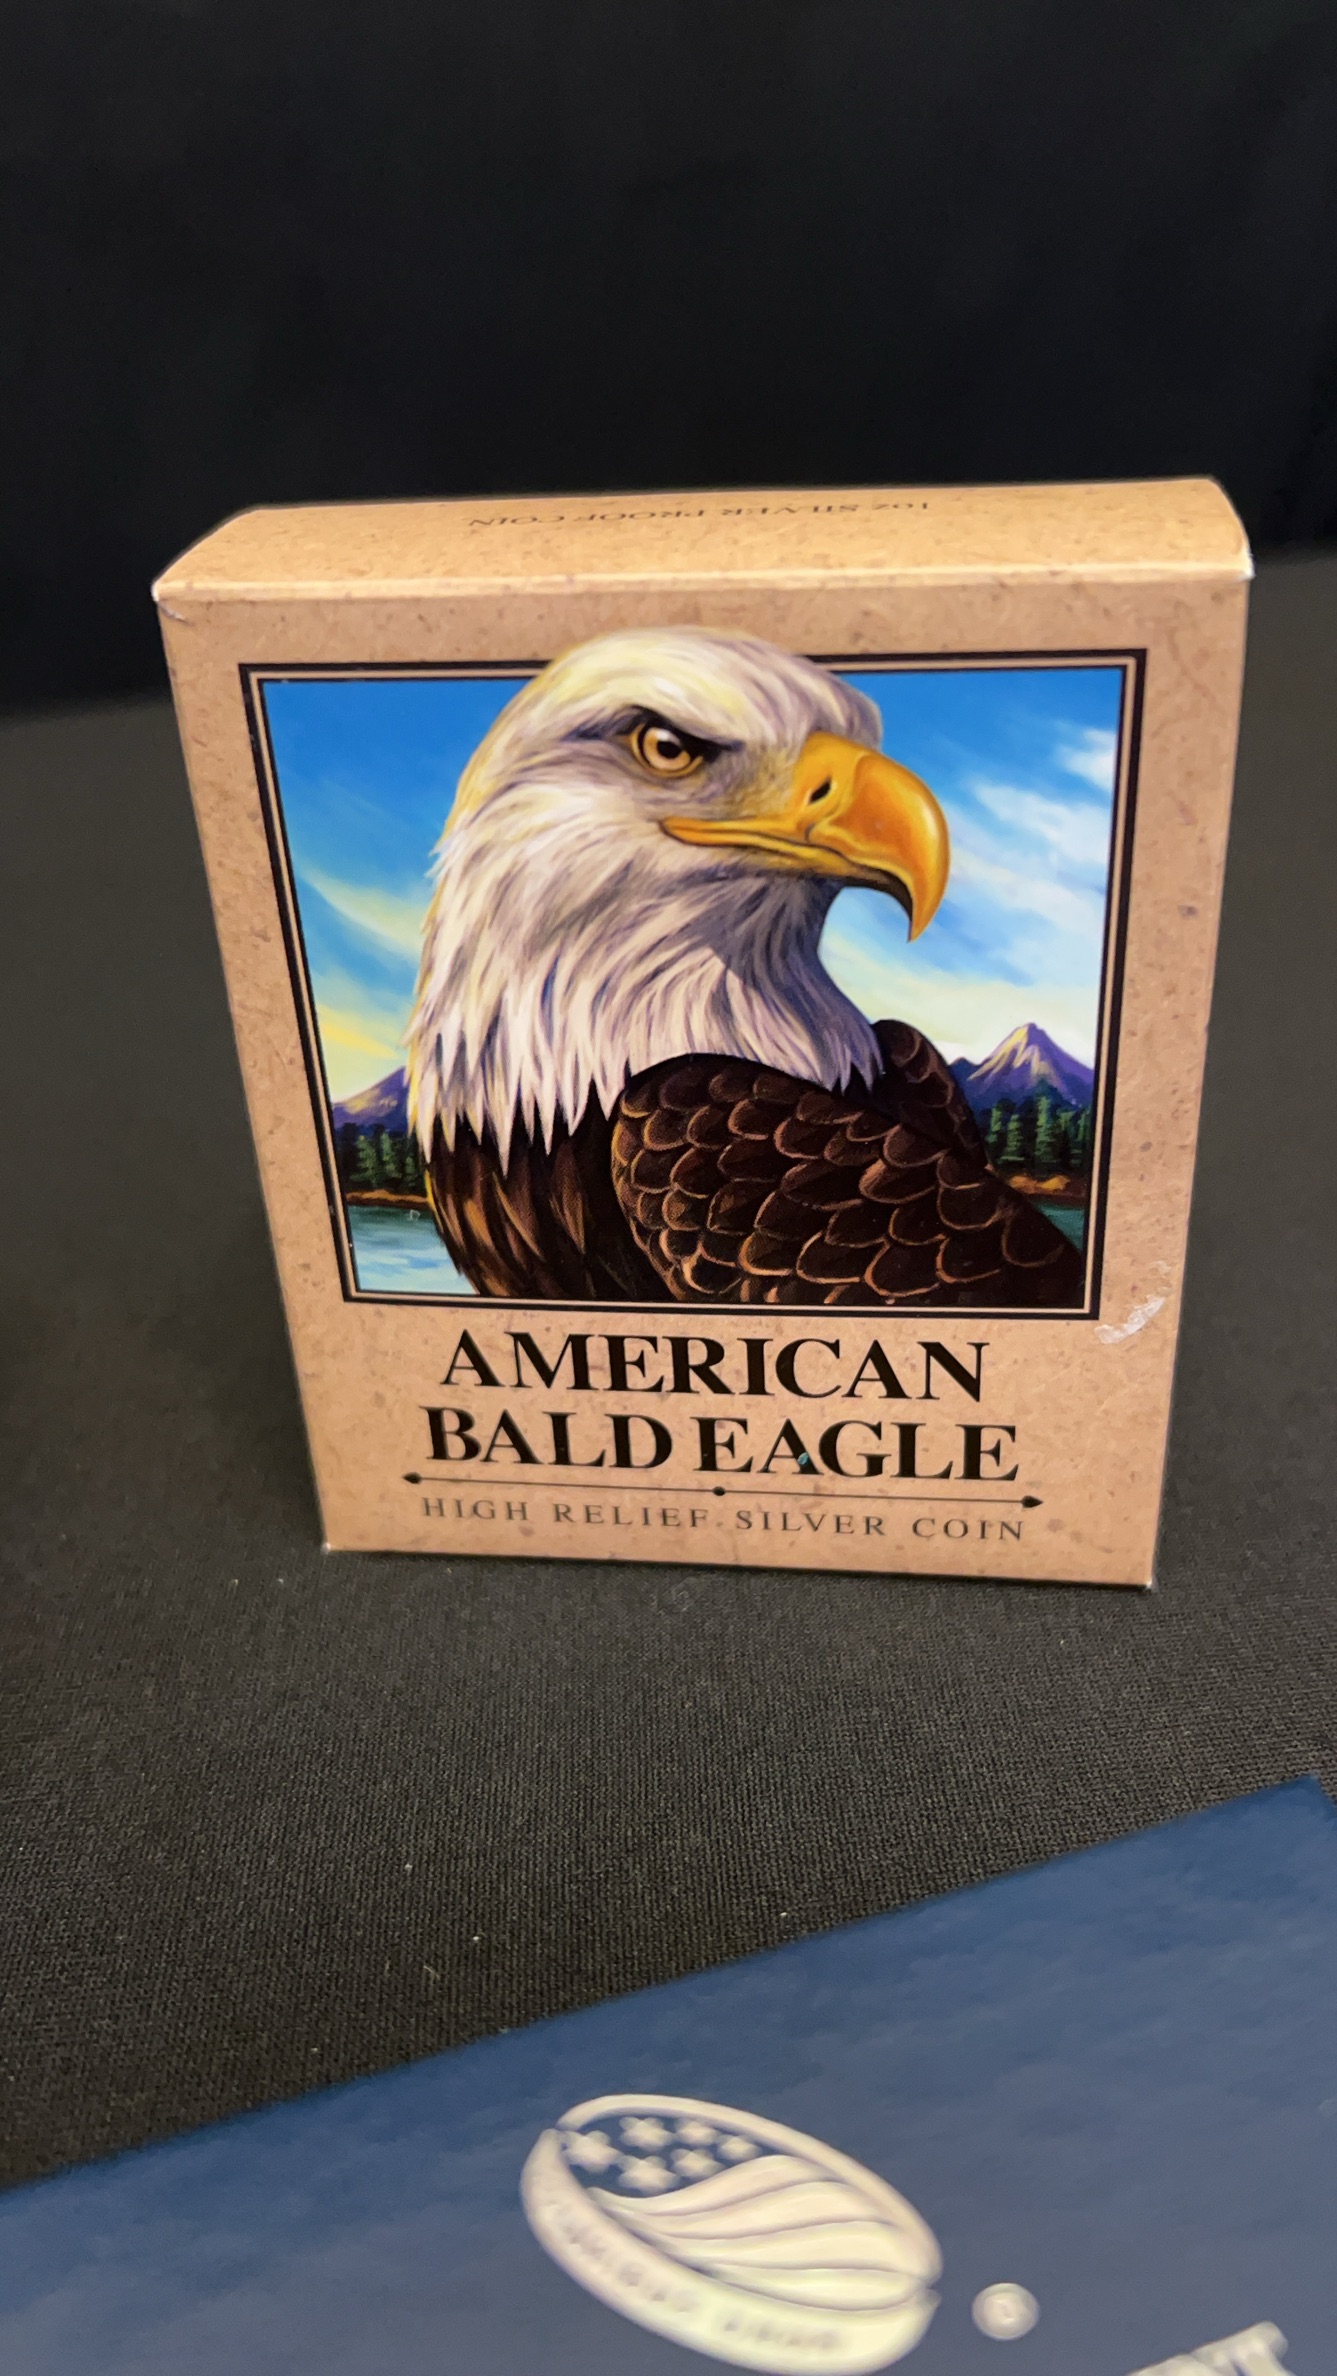 1oz SILVER PROOF COIN
AMERICAN
BALD EAGLE
HIGH RELIEF SILVER COIN